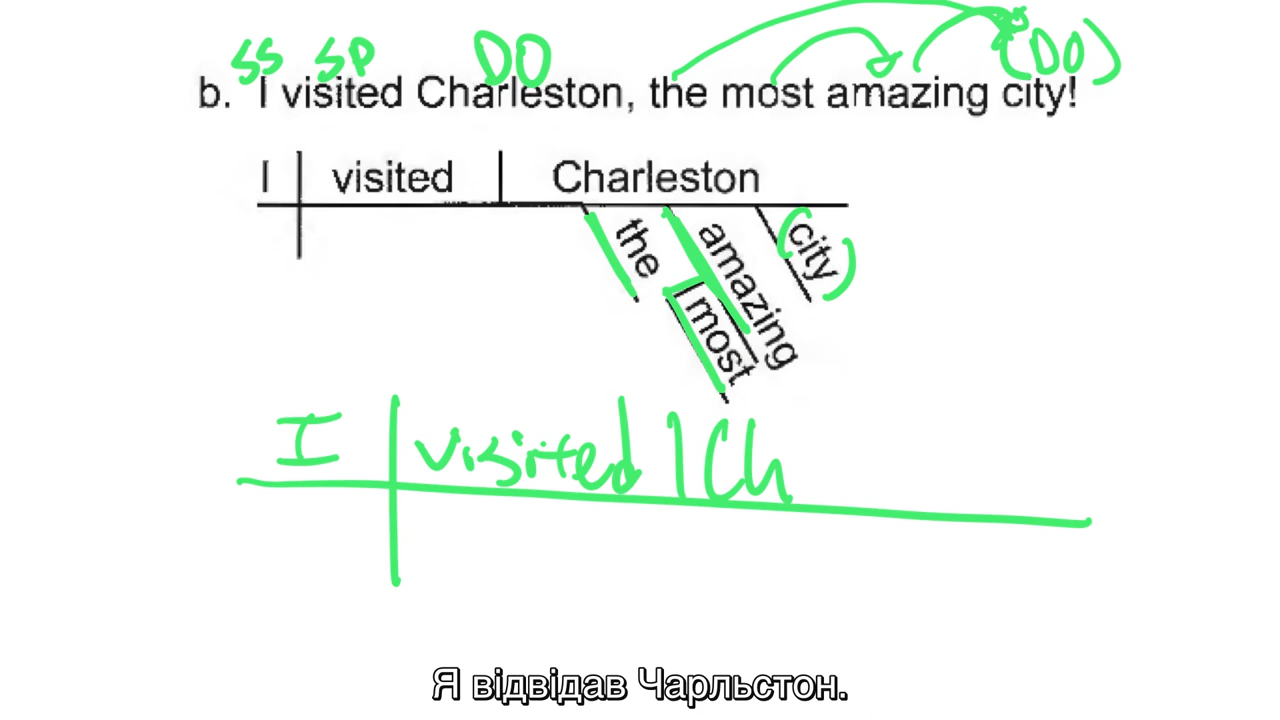 SS SP DO (DO)
b. I visited Charleston, the most amazing city!
I visited Charleston
the amazing (city)
most
I visited Ch
Я відвідав Чарльстон.